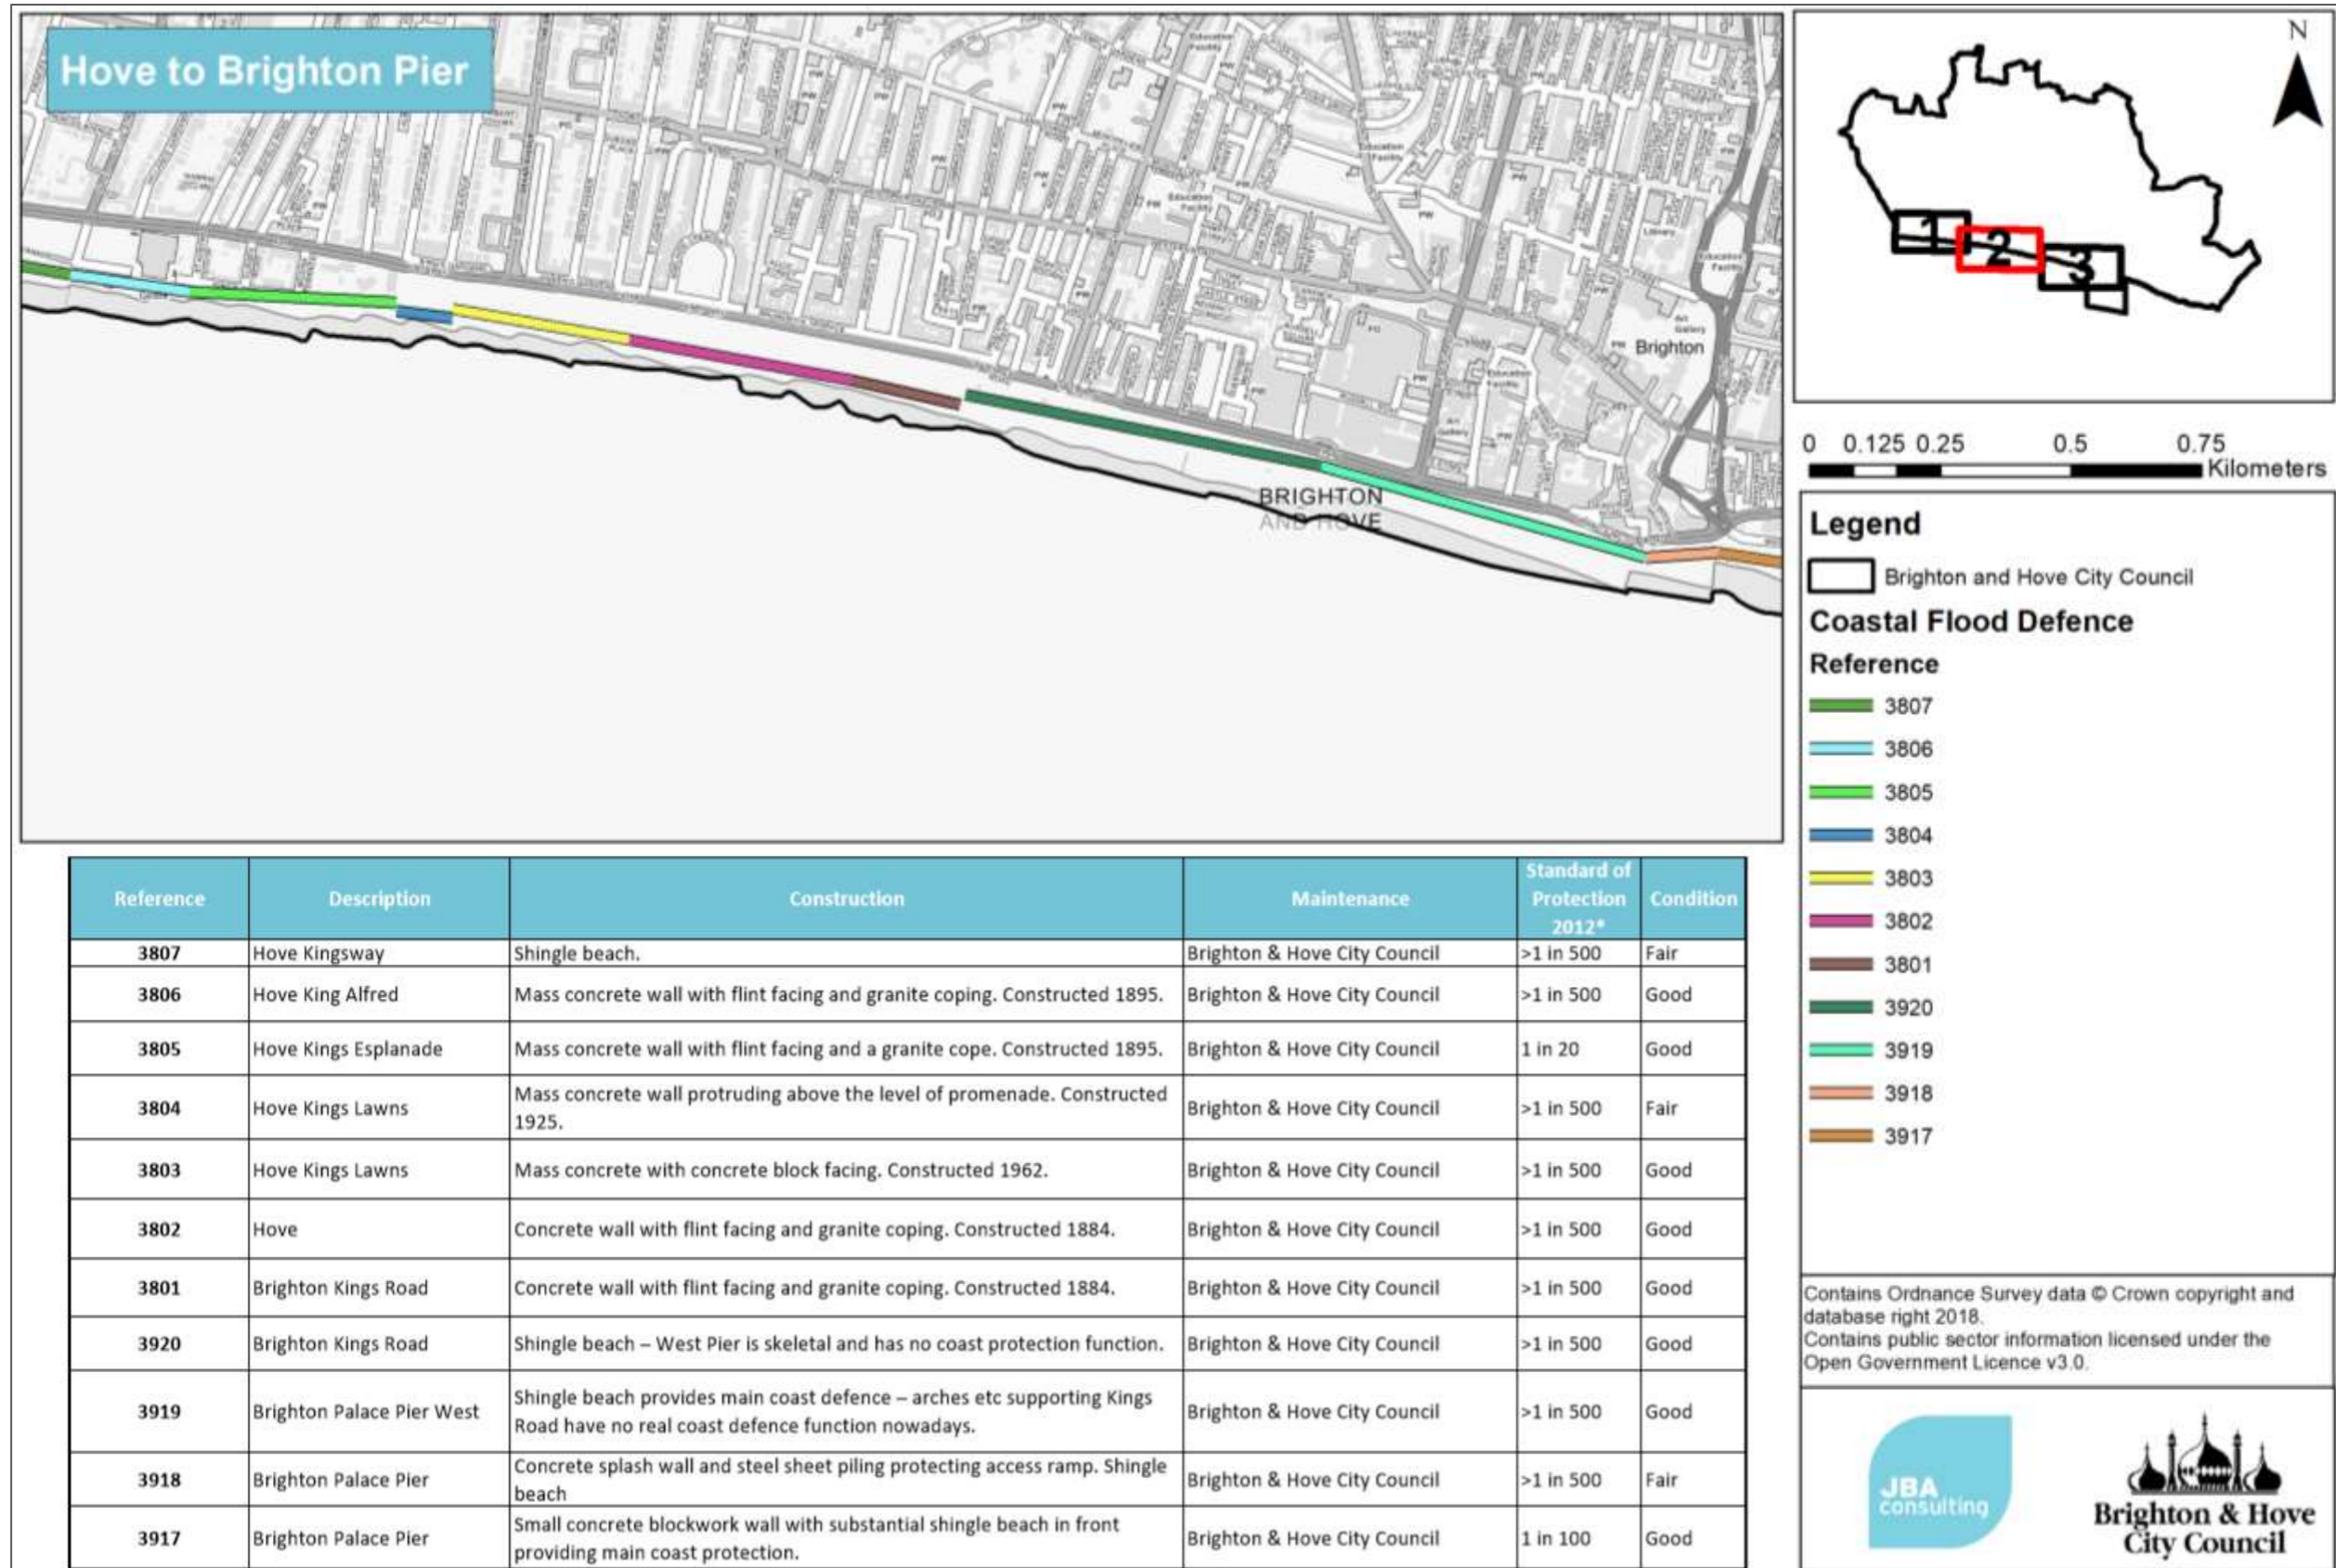 Hove to Brighton Pier
Brighton
BRIGHTON
AND HOVE
PW
Education
Facility
Art
Gallery
Library
PO
N
1
2
3
0 0.125 0.25 0.5 0.75
Kilometers
Legend
Brighton and Hove City Council
Coastal Flood Defence
Reference
3807
3806
3805
3804
3803
3802
3801
3920
3919
3918
3917
Contains Ordnance Survey data © Crown copyright and
database right 2018.
Contains public sector information licensed under the
Open Government Licence v3.0.
JBA
consulting
Brighton & Hove
City Council
Reference Description Construction Maintenance Standard of
Protection
2012* Condition
3807 Hove Kingsway Shingle beach. Brighton & Hove City Council >1 in 500 Fair
3806 Hove King Alfred Mass concrete wall with flint facing and granite coping. Constructed 1895. Brighton & Hove City Council >1 in 500 Good
3805 Hove Kings Esplanade Mass concrete wall with flint facing and a granite cope. Constructed 1895. Brighton & Hove City Council 1 in 20 Good
3804 Hove Kings Lawns Mass concrete wall protruding above the level of promenade. Constructed
1925. Brighton & Hove City Council >1 in 500 Fair
3803 Hove Kings Lawns Mass concrete with concrete block facing. Constructed 1962. Brighton & Hove City Council >1 in 500 Good
3802 Hove Concrete wall with flint facing and granite coping. Constructed 1884. Brighton & Hove City Council >1 in 500 Good
3801 Brighton Kings Road Concrete wall with flint facing and granite coping. Constructed 1884. Brighton & Hove City Council >1 in 500 Good
3920 Brighton Kings Road Shingle beach – West Pier is skeletal and has no coast protection function. Brighton & Hove City Council >1 in 500 Good
3919 Brighton Palace Pier West Shingle beach provides main coast defence – arches etc supporting Kings
Road have no real coast defence function nowadays. Brighton & Hove City Council >1 in 500 Good
3918 Brighton Palace Pier Concrete splash wall and steel sheet piling protecting access ramp. Shingle
beach Brighton & Hove City Council >1 in 500 Fair
3917 Brighton Palace Pier Small concrete blockwork wall with substantial shingle beach in front
providing main coast protection. Brighton & Hove City Council 1 in 100 Good